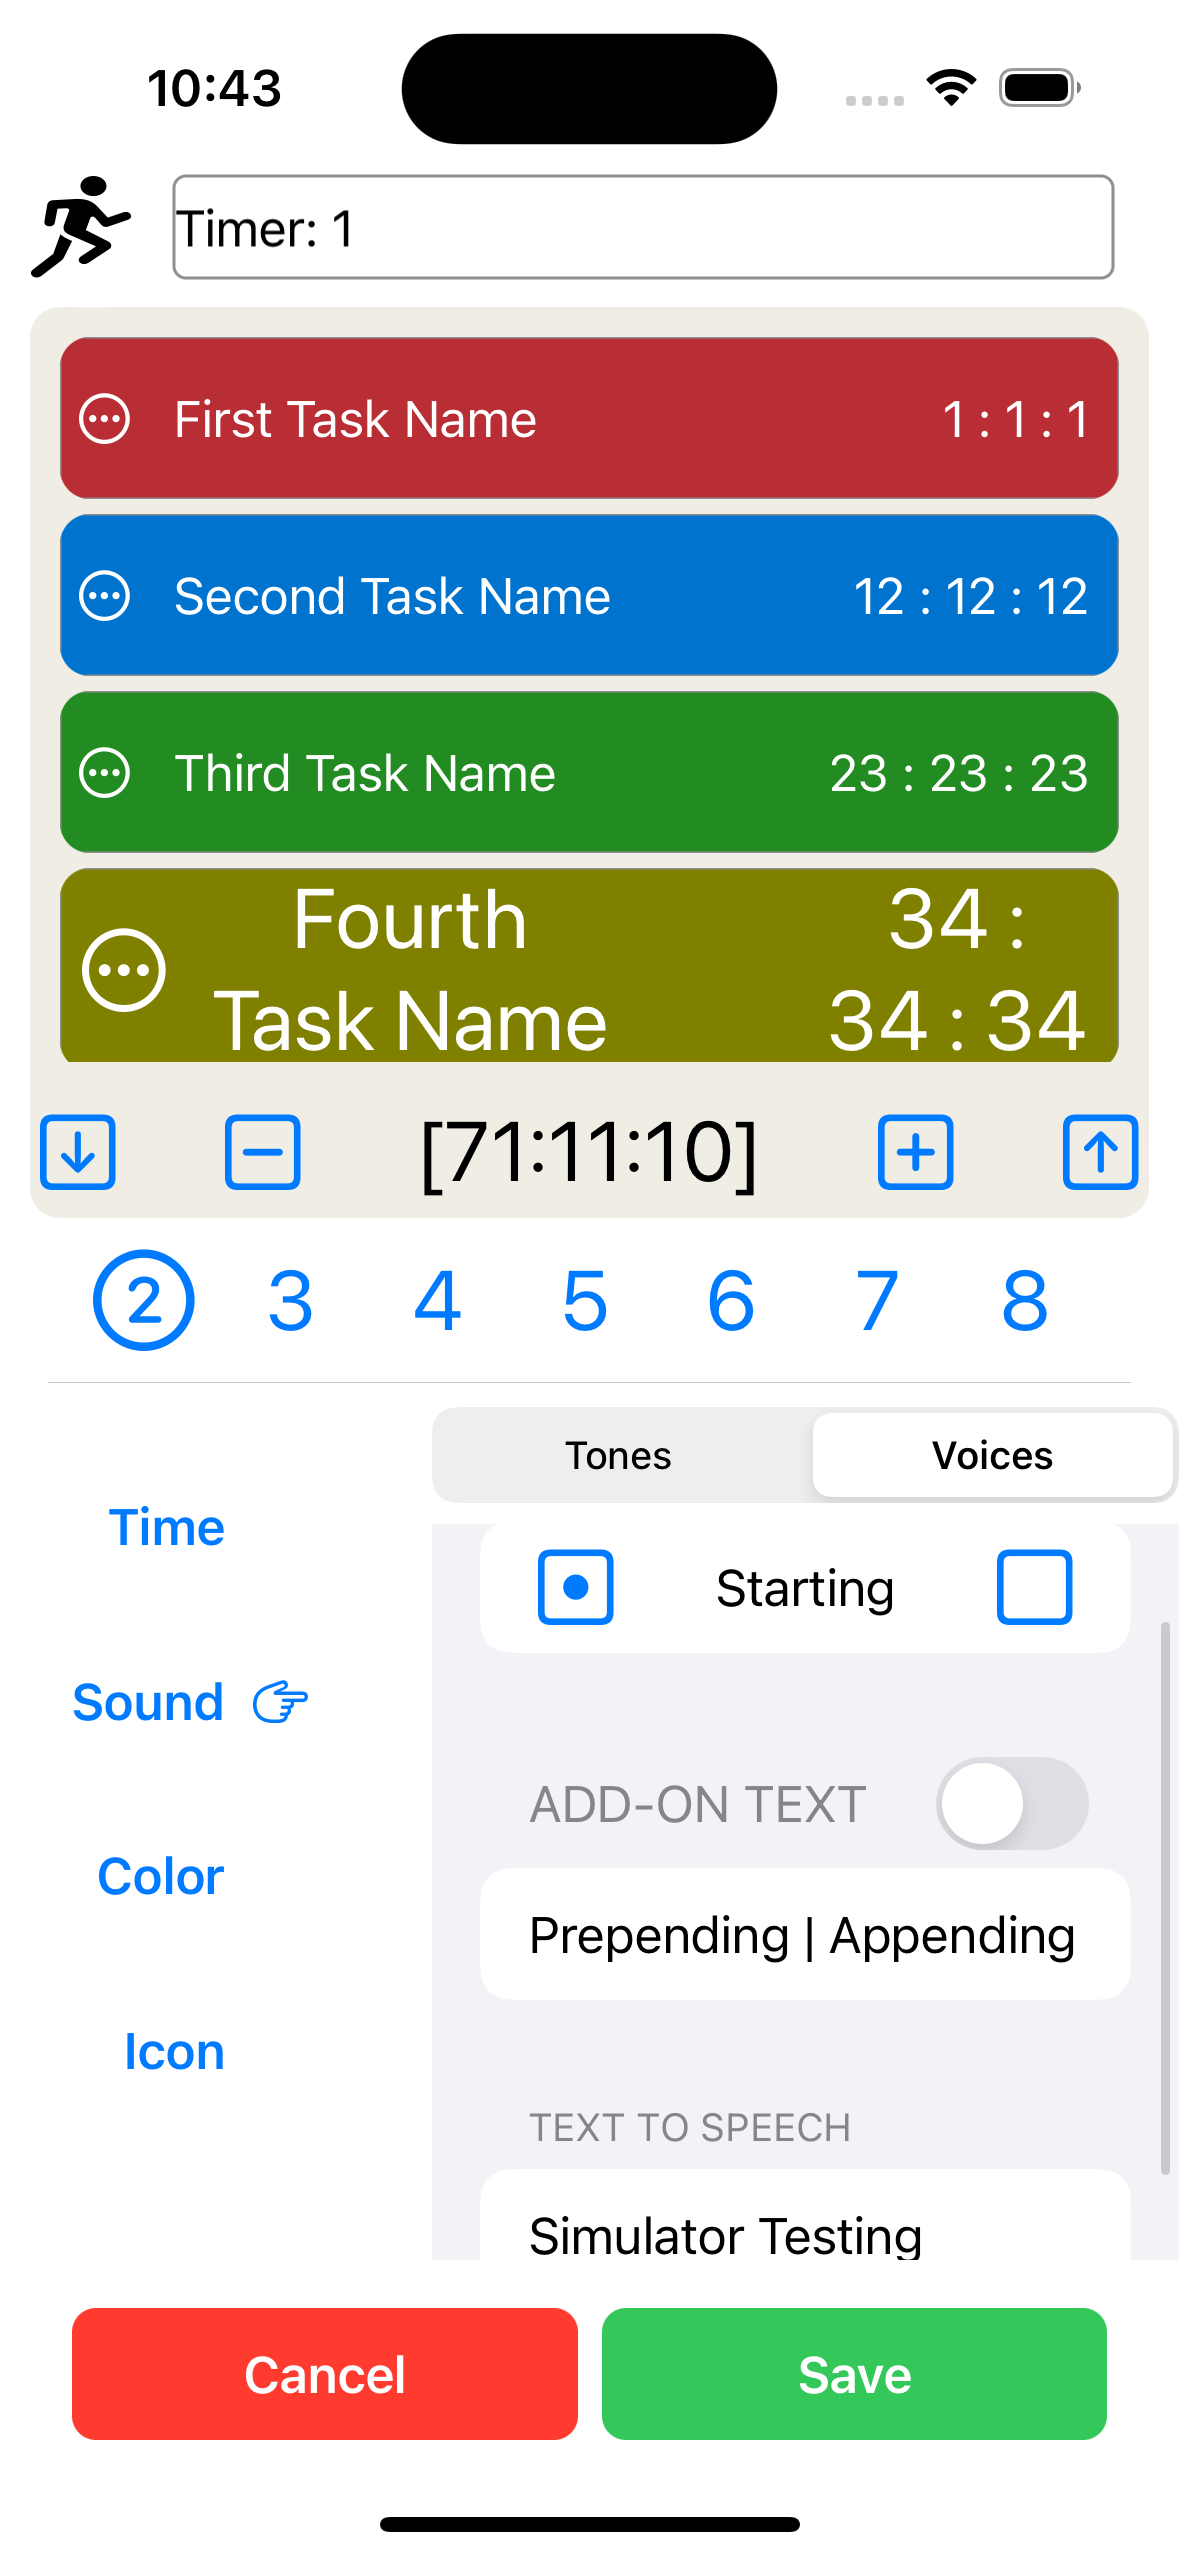 10:43
Timer: 1
First Task Name 1 : 1 : 1
Second Task Name 12 : 12 : 12
Third Task Name 23 : 23 : 23
Fourth 34 :
Task Name 34 : 34
[71:11:10]
2 3 4 5 6 7 8
Tones Voices
Time
Starting
Sound
ADD-ON TEXT
Color
Prepending | Appending
Icon
TEXT TO SPEECH
Simulator Testing
Cancel Save